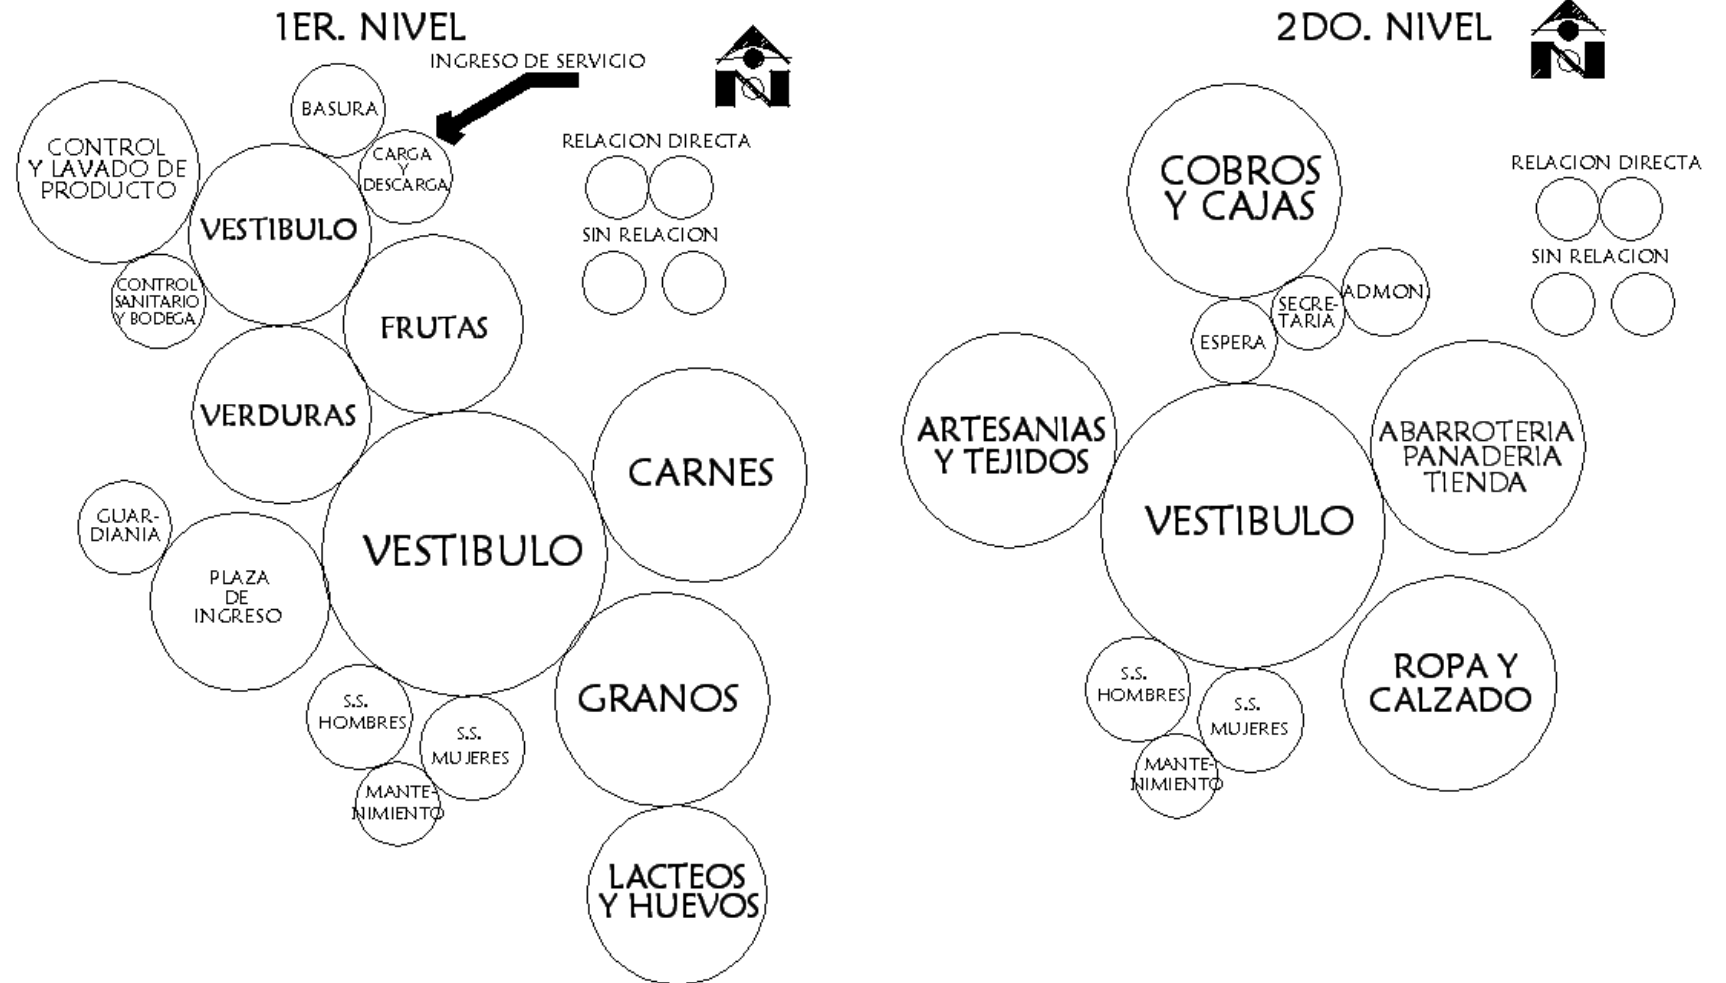 1ER. NIVEL
INGRESO DE SERVICIO
BASURA
CARGA
Y
DESCARGA
CONTROL
Y LAVADO DE
PRODUCTO
VESTIBULO
CONTROL
SANITARIO
Y BODEGA
FRUTAS
VERDURAS
RELACION DIRECTA
SIN RELACION
CARNES
GUAR-
DIANIA
VESTIBULO
PLAZA
DE
INGRESO
GRANOS
S.S.
HOMBRES
S.S.
MUJERES
MANTE-
NIMIENTO
LACTEOS
Y HUEVOS
2DO. NIVEL
COBROS
Y CAJAS
RELACION DIRECTA
SIN RELACION
ADMON.
SECRE-
TARIA
ESPERA
ARTESANIAS
Y TEJIDOS
ABARROTERIA
PANADERIA
TIENDA
VESTIBULO
ROPA Y
CALZADO
S.S.
HOMBRES
S.S.
MUJERES
MANTE-
NIMIENTO